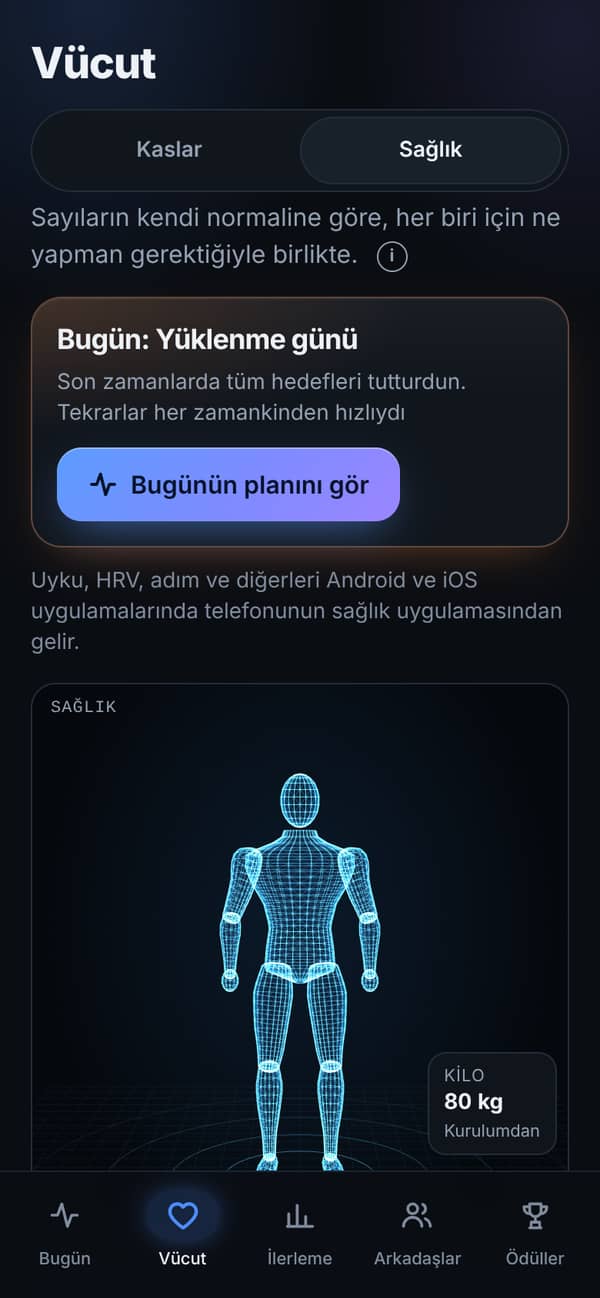 Vücut
Kaslar
Sağlık
Sayıların kendi normaline göre, her biri için ne
yapman gerektiğiyle birlikte. i
Bugün: Yüklenme günü
Son zamanlarda tüm hedefleri tutturdun.
Tekrarlar her zamankinden hızlıydı
Bugünün planını gör
Uyku, HRV, adım ve diğerleri Android ve iOS
uygulamalarında telefonunun sağlık uygulamasından
gelir.
SAĞLIK
KİLO
80 kg
Kurulumdan
Bugün
Vücut
İlerleme
Arkadaşlar
Ödüller